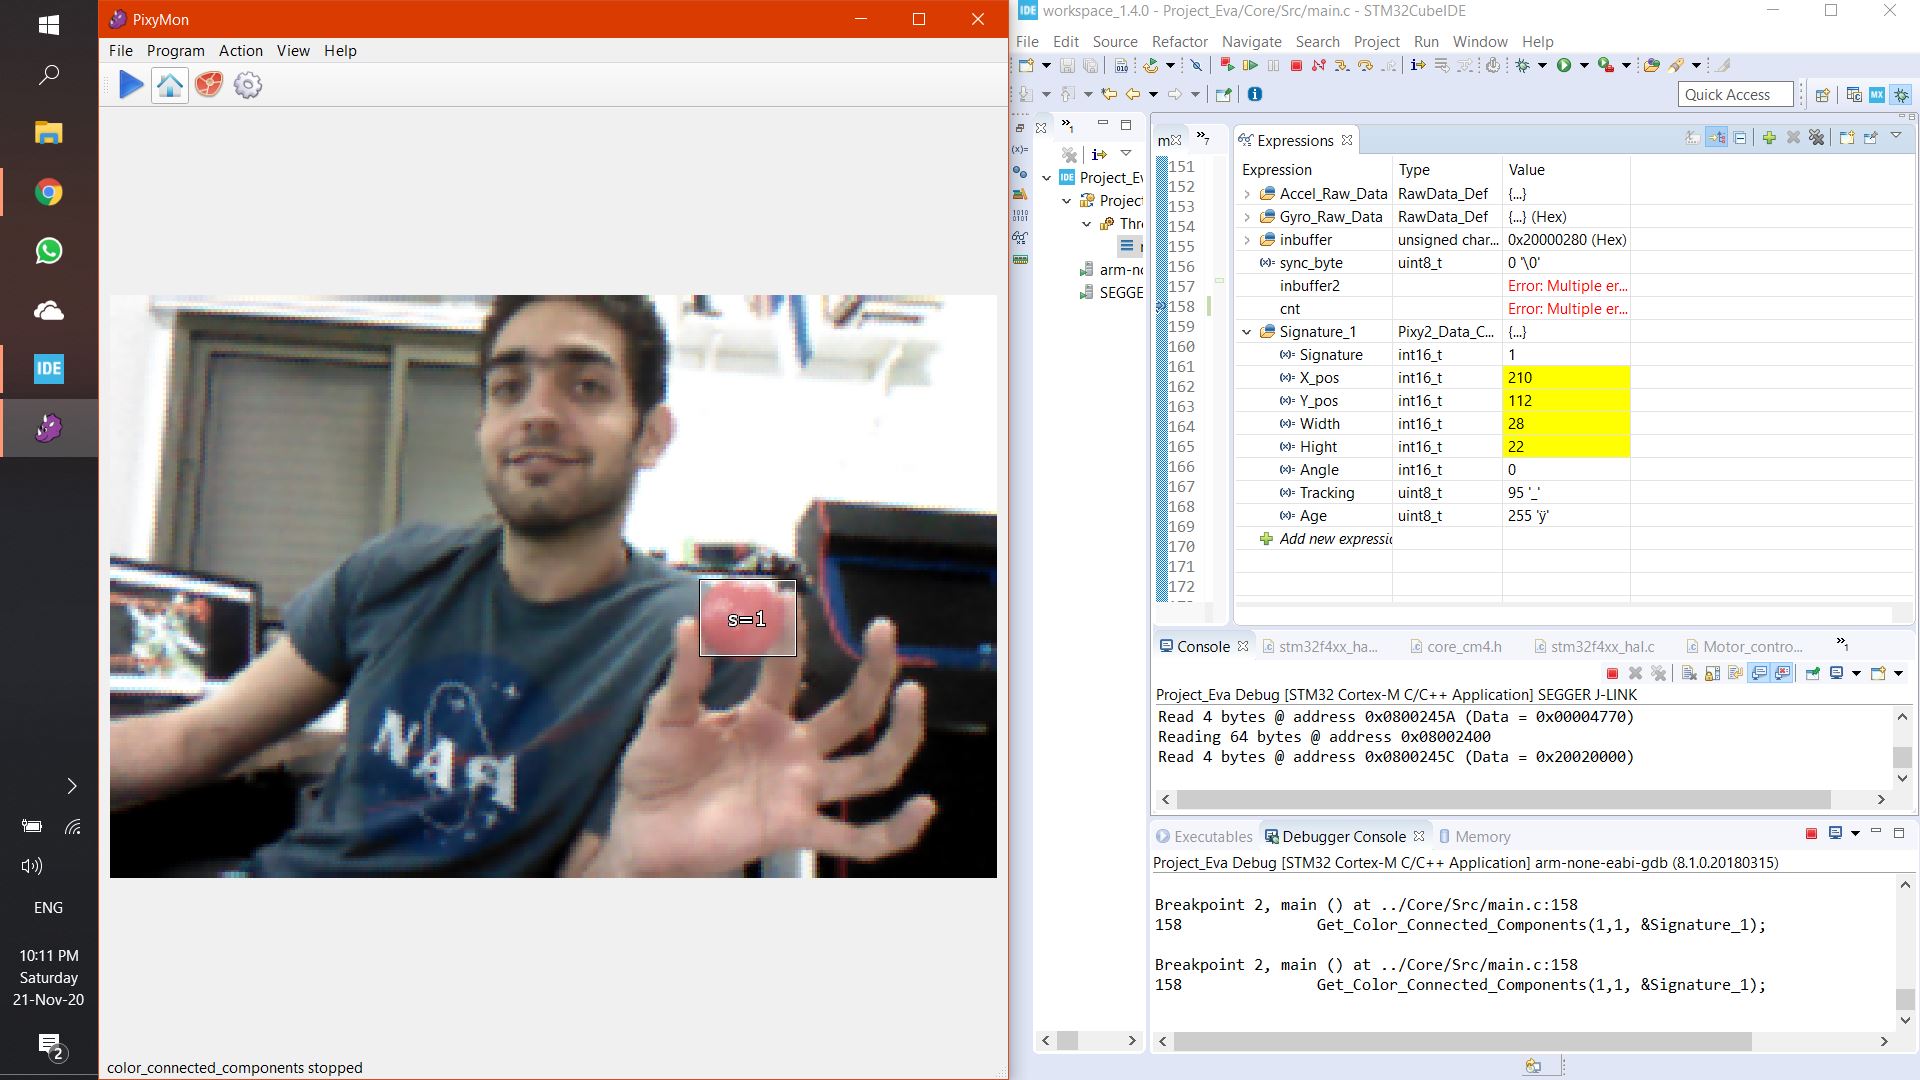 PixyMon
File Program Action View Help
s=1
color_connected_components stopped
ENG
10:11 PM
Saturday
21-Nov-20
2
IDE
IDE workspace_1.4.0 - Project_Eva/Core/Src/main.c - STM32CubeIDE
File Edit Source Refactor Navigate Search Project Run Window Help
Quick Access
MX
IDE Project_Ev
Projec
Thre
arm-no
SEGGE
151
152
153
154
155
156
157
158
159
160
161
162
163
164
165
166
167
168
169
170
171
172
Expressions
Expression Type Value
Accel_Raw_Data RawData_Def {...}
Gyro_Raw_Data RawData_Def {...} (Hex)
inbuffer unsigned char... 0x20000280 (Hex)
(x)= sync_byte uint8_t 0 '\0'
inbuffer2 Error: Multiple er...
cnt Error: Multiple er...
Signature_1 Pixy2_Data_C... {...}
(x)= Signature int16_t 1
(x)= X_pos int16_t 210
(x)= Y_pos int16_t 112
(x)= Width int16_t 28
(x)= Hight int16_t 22
(x)= Angle int16_t 0
(x)= Tracking uint8_t 95 '_'
(x)= Age uint8_t 255 'ÿ'
Add new expressic
Console stm32f4xx_ha... core_cm4.h stm32f4xx_hal.c Motor_contro... »1
Project_Eva Debug [STM32 Cortex-M C/C++ Application] SEGGER J-LINK
Read 4 bytes @ address 0x0800245A (Data = 0x00004770)
Reading 64 bytes @ address 0x08002400
Read 4 bytes @ address 0x0800245C (Data = 0x20020000)
Executables Debugger Console Memory
Project_Eva Debug [STM32 Cortex-M C/C++ Application] arm-none-eabi-gdb (8.1.0.20180315)
Breakpoint 2, main () at ../Core/Src/main.c:158
158 Get_Color_Connected_Components(1,1, &Signature_1);
Breakpoint 2, main () at ../Core/Src/main.c:158
158 Get_Color_Connected_Components(1,1, &Signature_1);